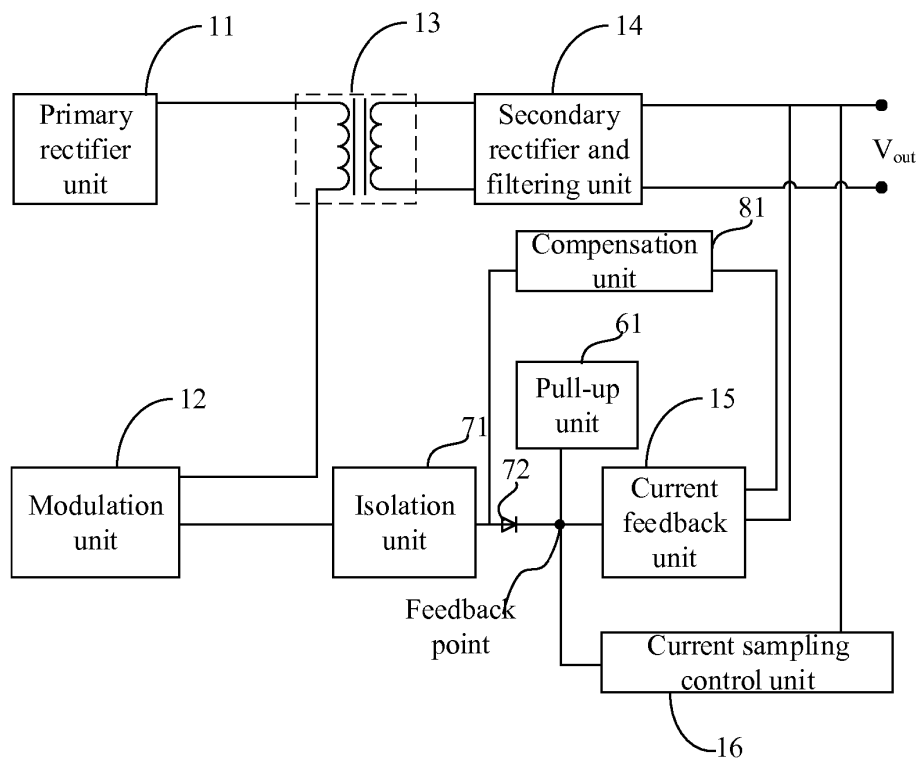 11
13
14
Primary
rectifier
unit
Secondary
rectifier and
filtering unit
Vout
81
Compensation
unit
61
Pull-up
unit
12
71
15
72
Modulation
unit
Isolation
unit
Current
feedback
unit
Feedback
point
Current sampling
control unit
16